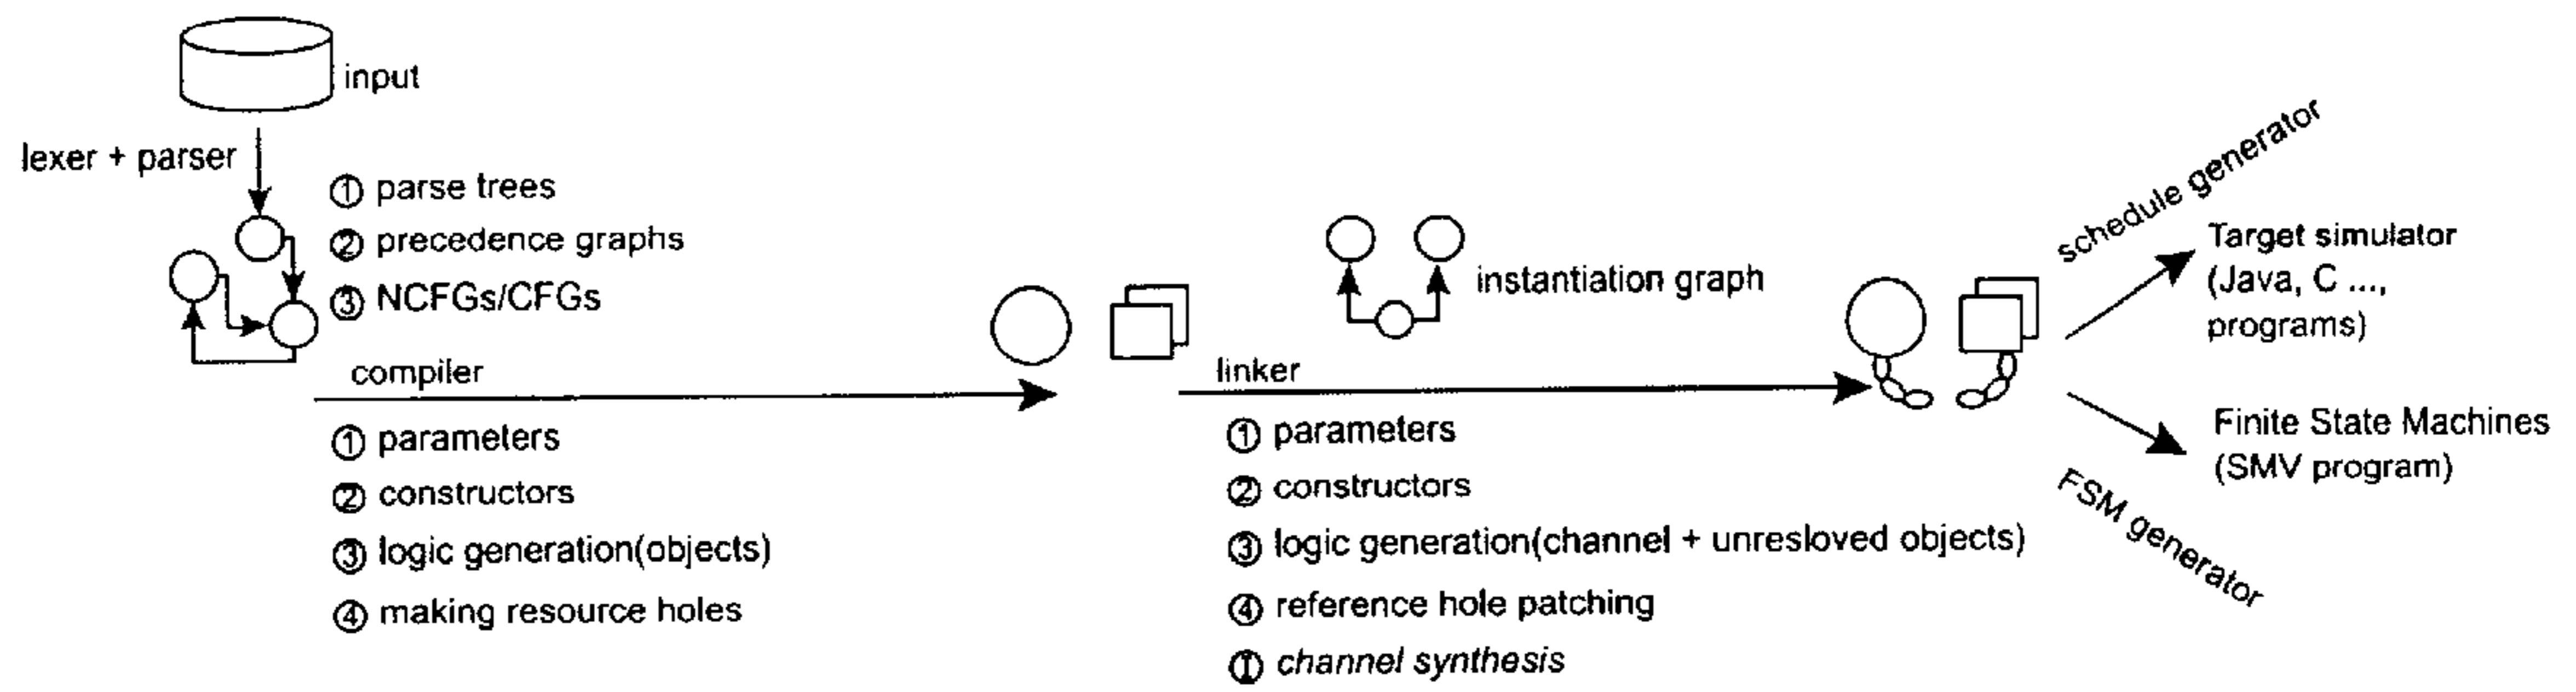 input
lexer + parser
① parse trees
② precedence graphs
③ NCFGs/CFGs
compiler
① parameters
② constructors
③ logic generation(objects)
④ making resource holes
instantiation graph
linker
① parameters
② constructors
③ logic generation(channel + unresloved objects)
④ reference hole patching
Ⓘ channel synthesis
schedule generator
Target simulator
(Java, C ...,
programs)
Finite State Machines
(SMV program)
FSM generator